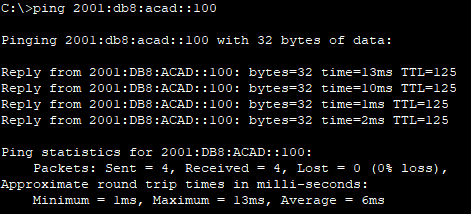 C:\>ping 2001:db8:acad::100
Pinging 2001:db8:acad::100 with 32 bytes of data:
Reply from 2001:DB8:ACAD::100: bytes=32 time=13ms TTL=125
Reply from 2001:DB8:ACAD::100: bytes=32 time=10ms TTL=125
Reply from 2001:DB8:ACAD::100: bytes=32 time=1ms TTL=125
Reply from 2001:DB8:ACAD::100: bytes=32 time=2ms TTL=125
Ping statistics for 2001:DB8:ACAD::100:
Packets: Sent = 4, Received = 4, Lost = 0 (0% loss),
Approximate round trip times in milli-seconds:
Minimum = 1ms, Maximum = 13ms, Average = 6ms